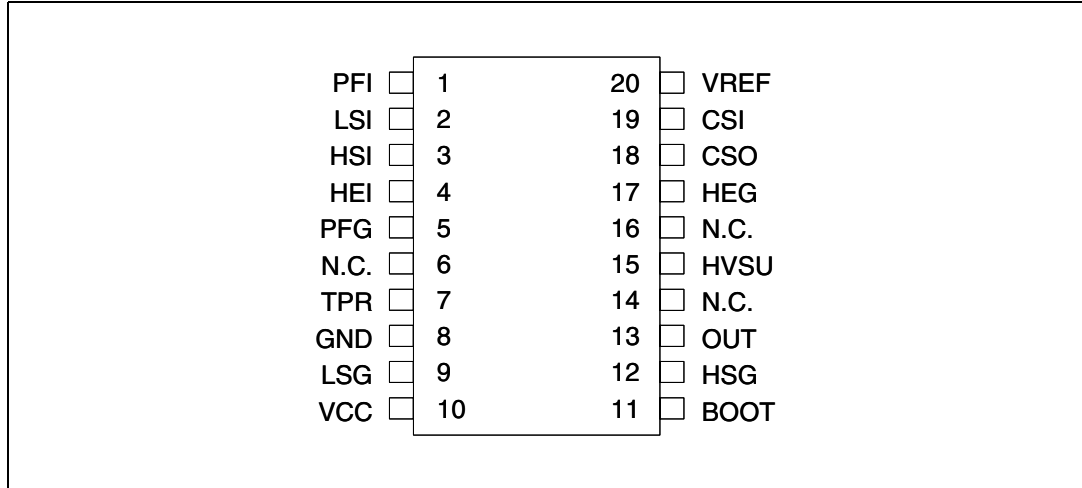 PFI 1 20 VREF
LSI 2 19 CSI
HSI 3 18 CSO
HEI 4 17 HEG
PFG 5 16 N.C.
N.C. 6 15 HVSU
TPR 7 14 N.C.
GND 8 13 OUT
LSG 9 12 HSG
VCC 10 11 BOOT